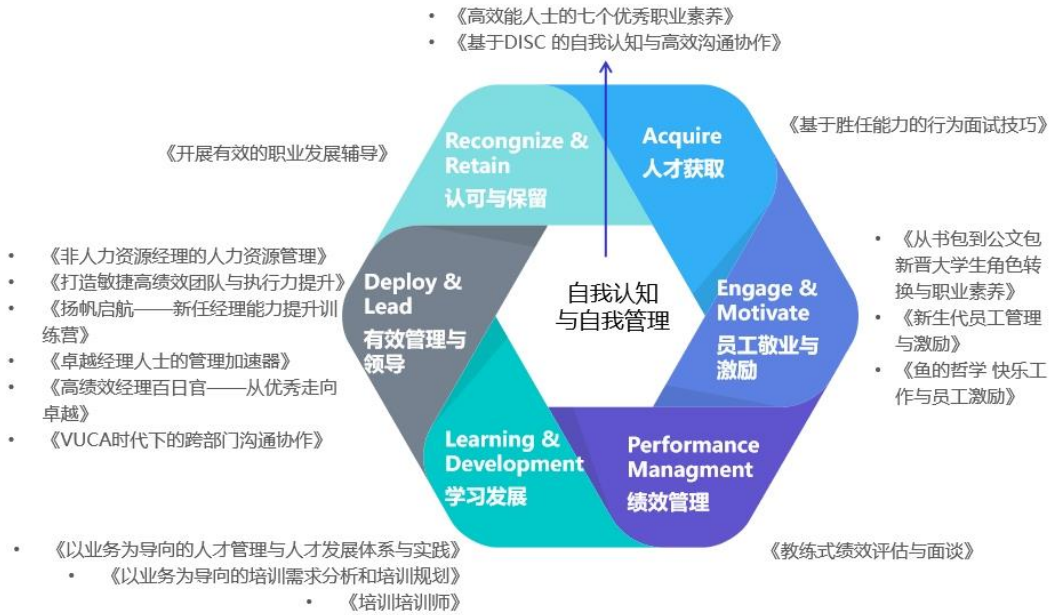 • 《高效能人士的七个优秀职业素养》
• 《基于DISC 的自我认知与高效沟通协作》
Recongnize &
Retain
认可与保留
Acquire
人才获取
《基于胜任能力的行为面试技巧》
《开展有效的职业发展辅导》
• 《非人力资源经理的人力资源管理》
• 《打造敏捷高绩效团队与执行力提升》
• 《扬帆启航——新任经理能力提升训
练营》
• 《卓越经理人士的管理加速器》
• 《高绩效经理百日官——从优秀走向
卓越》
• 《VUCA时代下的跨部门沟通协作》
Deploy &
Lead
有效管理与
领导
自我认知
与自我管理
Engage &
Motivate
员工敬业与
激励
• 《从书包到公文包
新晋大学生角色转
换与职业素养》
• 《新生代员工管理
与激励》
• 《鱼的哲学 快乐工
作与员工激励》
Learning &
Development
学习发展
Performance
Managment
绩效管理
• 《以业务为导向的人才管理与人才发展体系与实践》
• 《以业务为导向的培训需求分析和培训规划》
• 《培训培训师》
《教练式绩效评估与面谈》